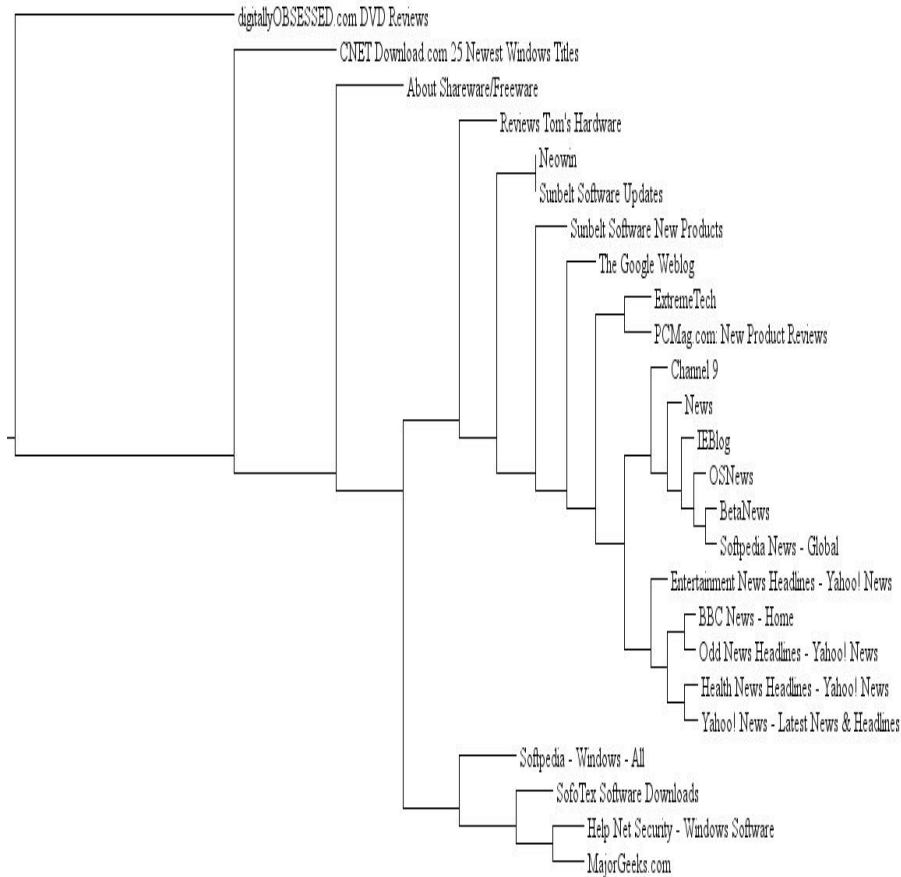 digitallyOBSESSED.com DVD Reviews
CNET Download.com 25 Newest Windows Titles
About Shareware/Freeware
Reviews Tom's Hardware
Neowin
Sunbelt Software Updates
Sunbelt Software New Products
The Google Weblog
ExtremeTech
PCMag.com: New Product Reviews
Channel 9
News
IEBlog
OSNews
BetaNews
Softpedia News - Global
Entertainment News Headlines - Yahoo! News
BBC News - Home
Odd News Headlines - Yahoo! News
Health News Headlines - Yahoo! News
Yahoo! News - Latest News & Headlines
Softpedia - Windows - All
SofoTex Software Downloads
Help Net Security - Windows Software
MajorGeeks.com